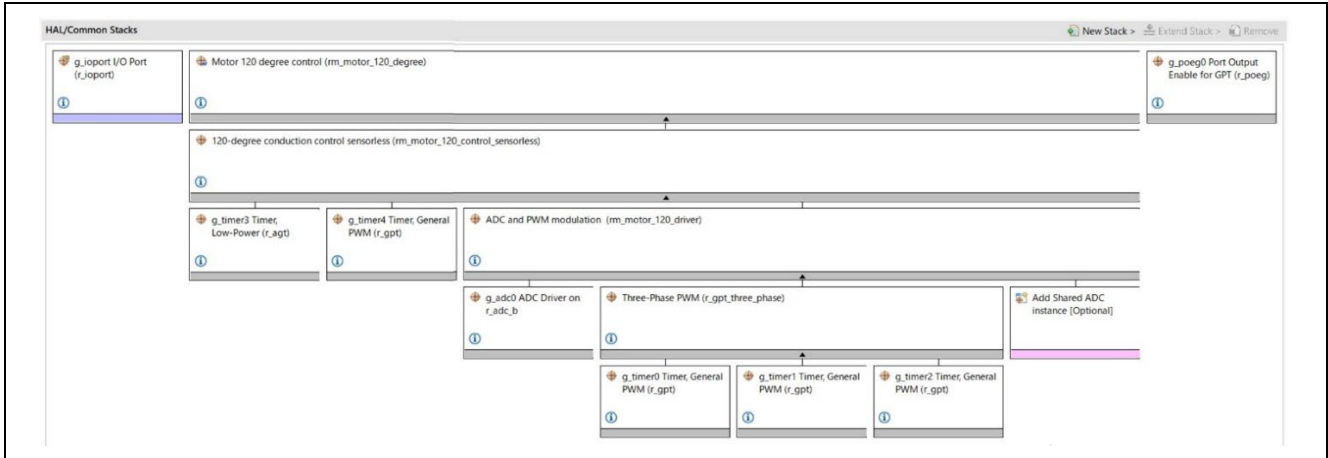 HAL/Common Stacks
New Stack >
Extend Stack >
Remove
g_ioport I/O Port
(r_ioport)
Motor 120 degree control (rm_motor_120_degree)
g_poeg0 Port Output
Enable for GPT (r_poeg)
120-degree conduction control sensorless (rm_motor_120_control_sensorless)
g_timer3 Timer,
Low-Power (r_agt)
g_timer4 Timer, General
PWM (r_gpt)
ADC and PWM modulation (rm_motor_120_driver)
g_adc0 ADC Driver on
r_adc_b
Three-Phase PWM (r_gpt_three_phase)
Add Shared ADC
instance [Optional]
g_timer0 Timer, General
PWM (r_gpt)
g_timer1 Timer, General
PWM (r_gpt)
g_timer2 Timer, General
PWM (r_gpt)